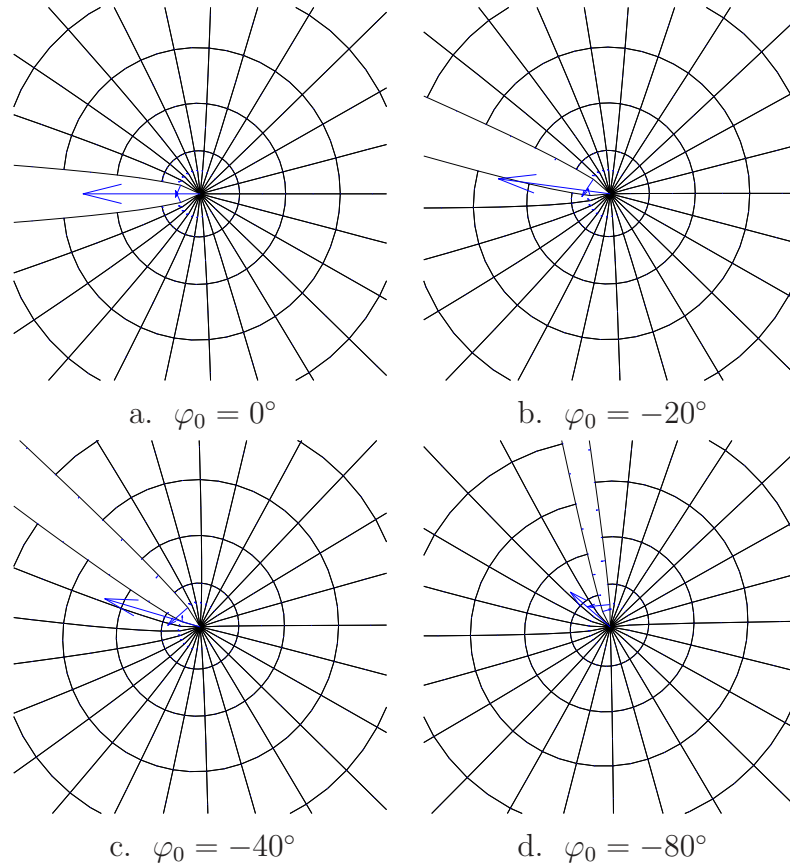 a. φ₀ = 0°
b. φ₀ = −20°
c. φ₀ = −40°
d. φ₀ = −80°